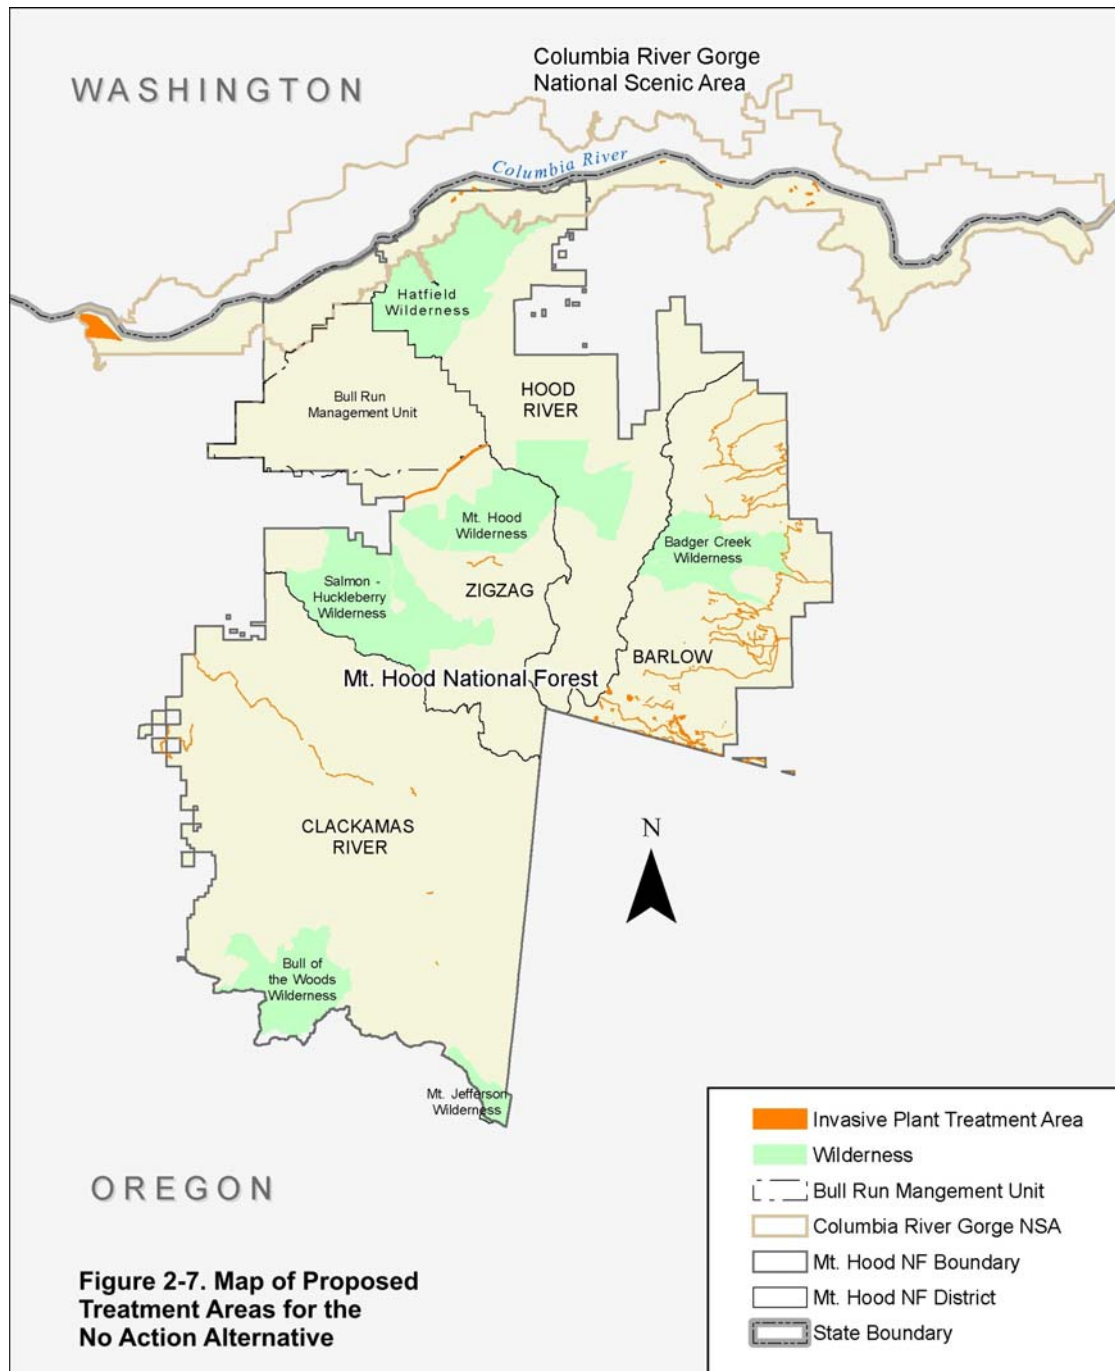 Columbia River Gorge
National Scenic Area
WASHINGTON
Columbia River
Hatfield
Wilderness
HOOD
RIVER
Bull Run
Management Unit
Mt. Hood
Wilderness
Badger Creek
Wilderness
Salmon -
Huckleberry
Wilderness
ZIGZAG
BARLOW
Mt. Hood National Forest
CLACKAMAS
RIVER
N
Bull of
the Woods
Wilderness
Mt. Jefferson
Wilderness
OREGON
Figure 2-7. Map of Proposed
Treatment Areas for the
No Action Alternative
Invasive Plant Treatment Area
Wilderness
Bull Run Mangement Unit
Columbia River Gorge NSA
Mt. Hood NF Boundary
Mt. Hood NF District
State Boundary